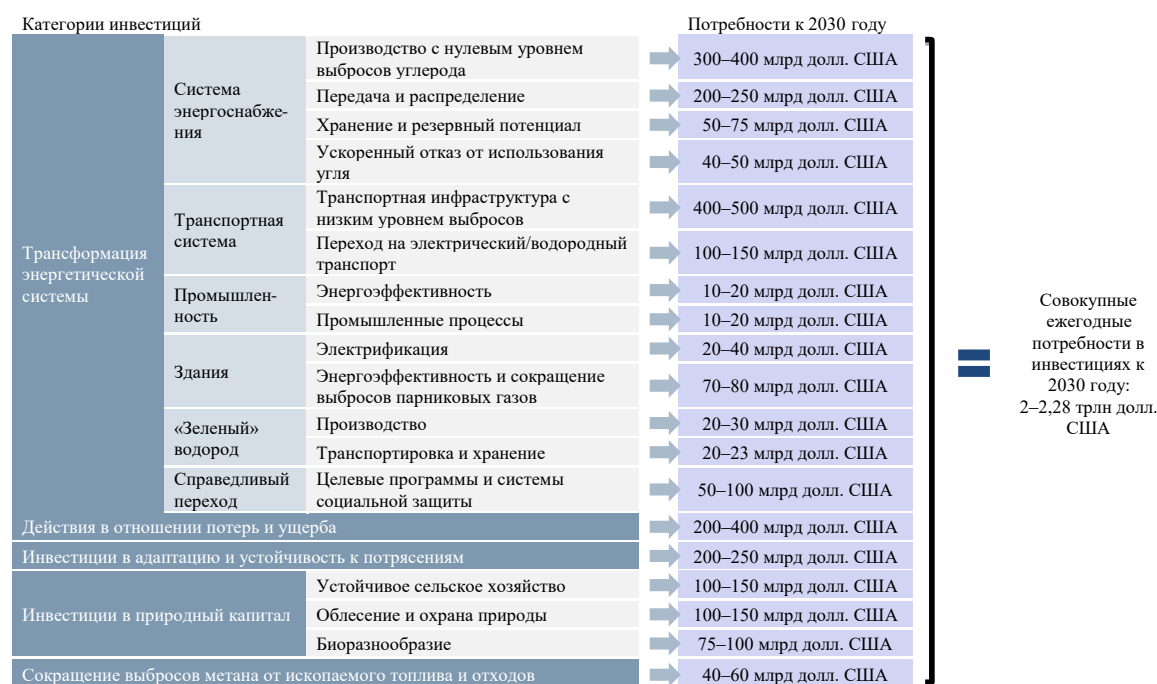 Категории инвестиций
Потребности к 2030 году
Трансформация
энергетической
системы
Система
энергоснабже-
ния
Производство с нулевым уровнем
выбросов углерода
300–400 млрд долл. США
Передача и распределение
200–250 млрд долл. США
Хранение и резервный потенциал
50–75 млрд долл. США
Ускоренный отказ от использования
угля
40–50 млрд долл. США
Транспортная
система
Транспортная инфраструктура с
низким уровнем выбросов
400–500 млрд долл. США
Переход на электрический/водородный
транспорт
100–150 млрд долл. США
Промышлен-
ность
Энергоэффективность
10–20 млрд долл. США
Промышленные процессы
10–20 млрд долл. США
Здания
Электрификация
20–40 млрд долл. США
Энергоэффективность и сокращение
выбросов парниковых газов
70–80 млрд долл. США
«Зеленый»
водород
Производство
20–30 млрд долл. США
Транспортировка и хранение
20–23 млрд долл. США
Справедливый
переход
Целевые программы и системы
социальной защиты
50–100 млрд долл. США
Действия в отношении потерь и ущерба
200–400 млрд долл. США
Инвестиции в адаптацию и устойчивость к потрясениям
200–250 млрд долл. США
Инвестиции в природный капитал
Устойчивое сельское хозяйство
100–150 млрд долл. США
Облесение и охрана природы
100–150 млрд долл. США
Биоразнообразие
75–100 млрд долл. США
Сокращение выбросов метана от ископаемого топлива и отходов
40–60 млрд долл. США
Совокупные
ежегодные
потребности в
инвестициях к
2030 году:
2–2,28 трлн долл.
США